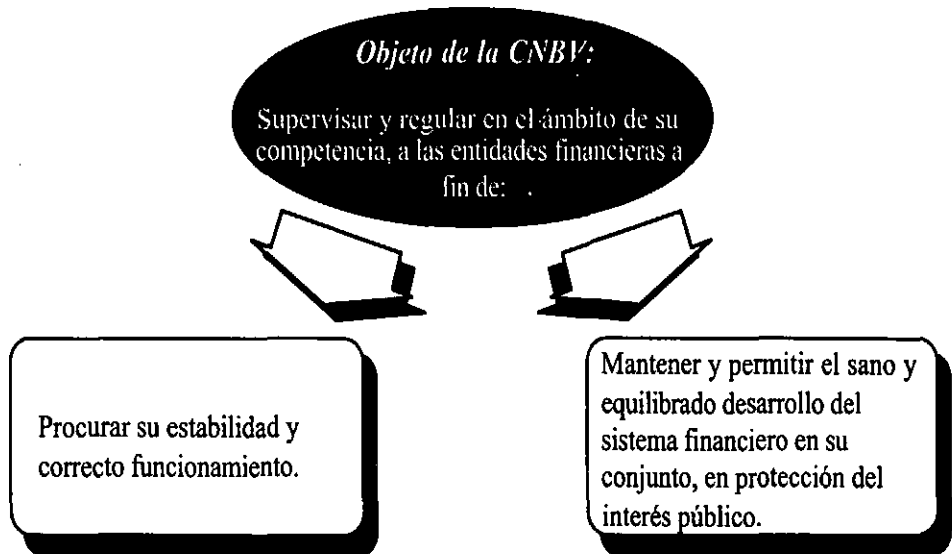 Objeto de la CNBV:
Supervisar y regular en el ámbito de su
competencia, a las entidades financieras a
fin de:
Procurar su estabilidad y
correcto funcionamiento.
Mantener y permitir el sano y
equilibrado desarrollo del
sistema financiero en su
conjunto, en protección del
interés público.